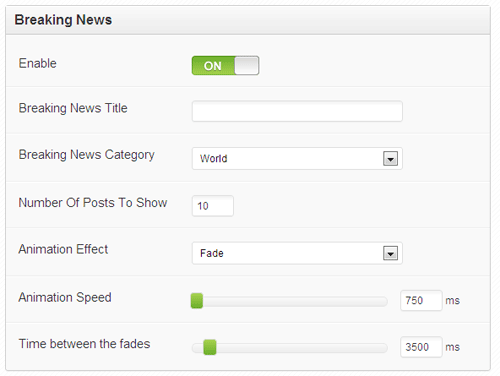 Breaking News
Enable ON
Breaking News Title
Breaking News Category World
Number Of Posts To Show 10
Animation Effect Fade
Animation Speed 750 ms
Time between the fades 3500 ms